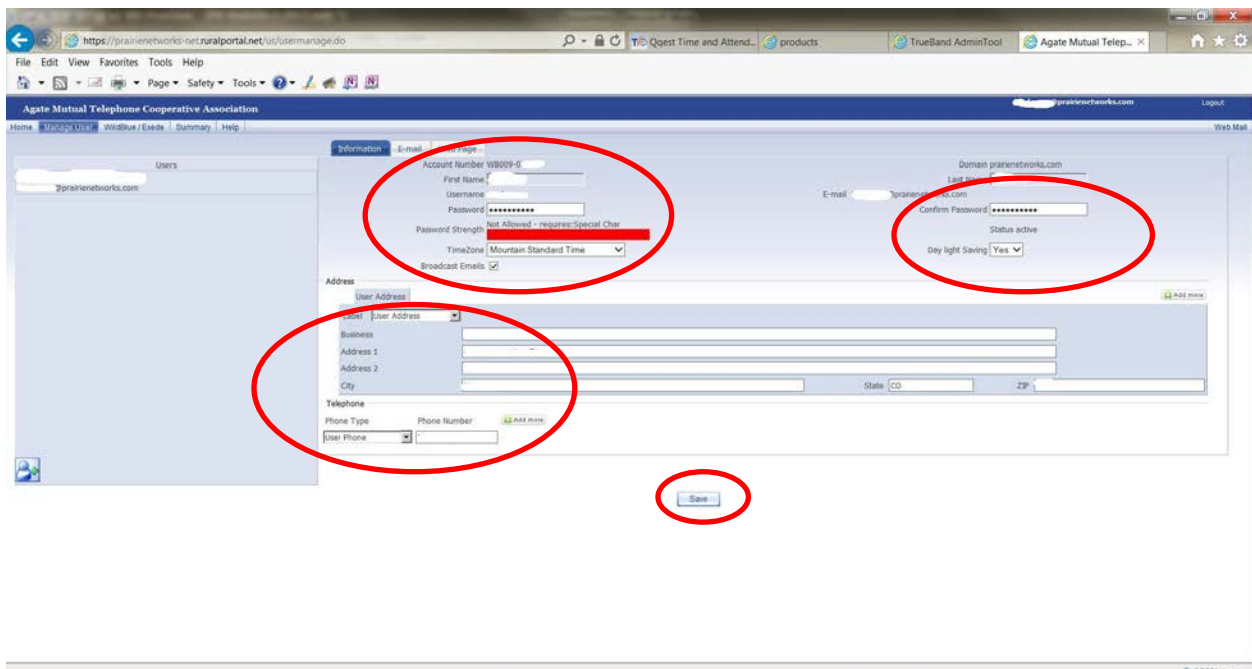 https://prairienetworks-net.ruralportal.net/us/usermanage.do
Qqest Time and Attend...
products
TrueBand AdminTool
Agate Mutual Telep...
File Edit View Favorites Tools Help
Page Safety Tools
Agate Mutual Telephone Cooperative Association
prairienetworks.com
Logout
Home Manage User WildBlue / Exede Summary Help
Web Mail
Information E-mail Page
Users
Account Number WB009-0
Domain prairienetworks.com
@prairienetworks.com
First Name
Last Name
Username
E-mail @prairienetworks.com
Password ••••••••••
Confirm Password ••••••••••
Password Strength Not Allowed - requires:Special Char
Status active
TimeZone Mountain Standard Time
Day light Saving Yes
Broadcast Emails
Address
User Address
Add more
Label User Address
Business
Address 1
Address 2
City
State CO
ZIP
Telephone
Phone Type Phone Number Add more
User Phone
Save